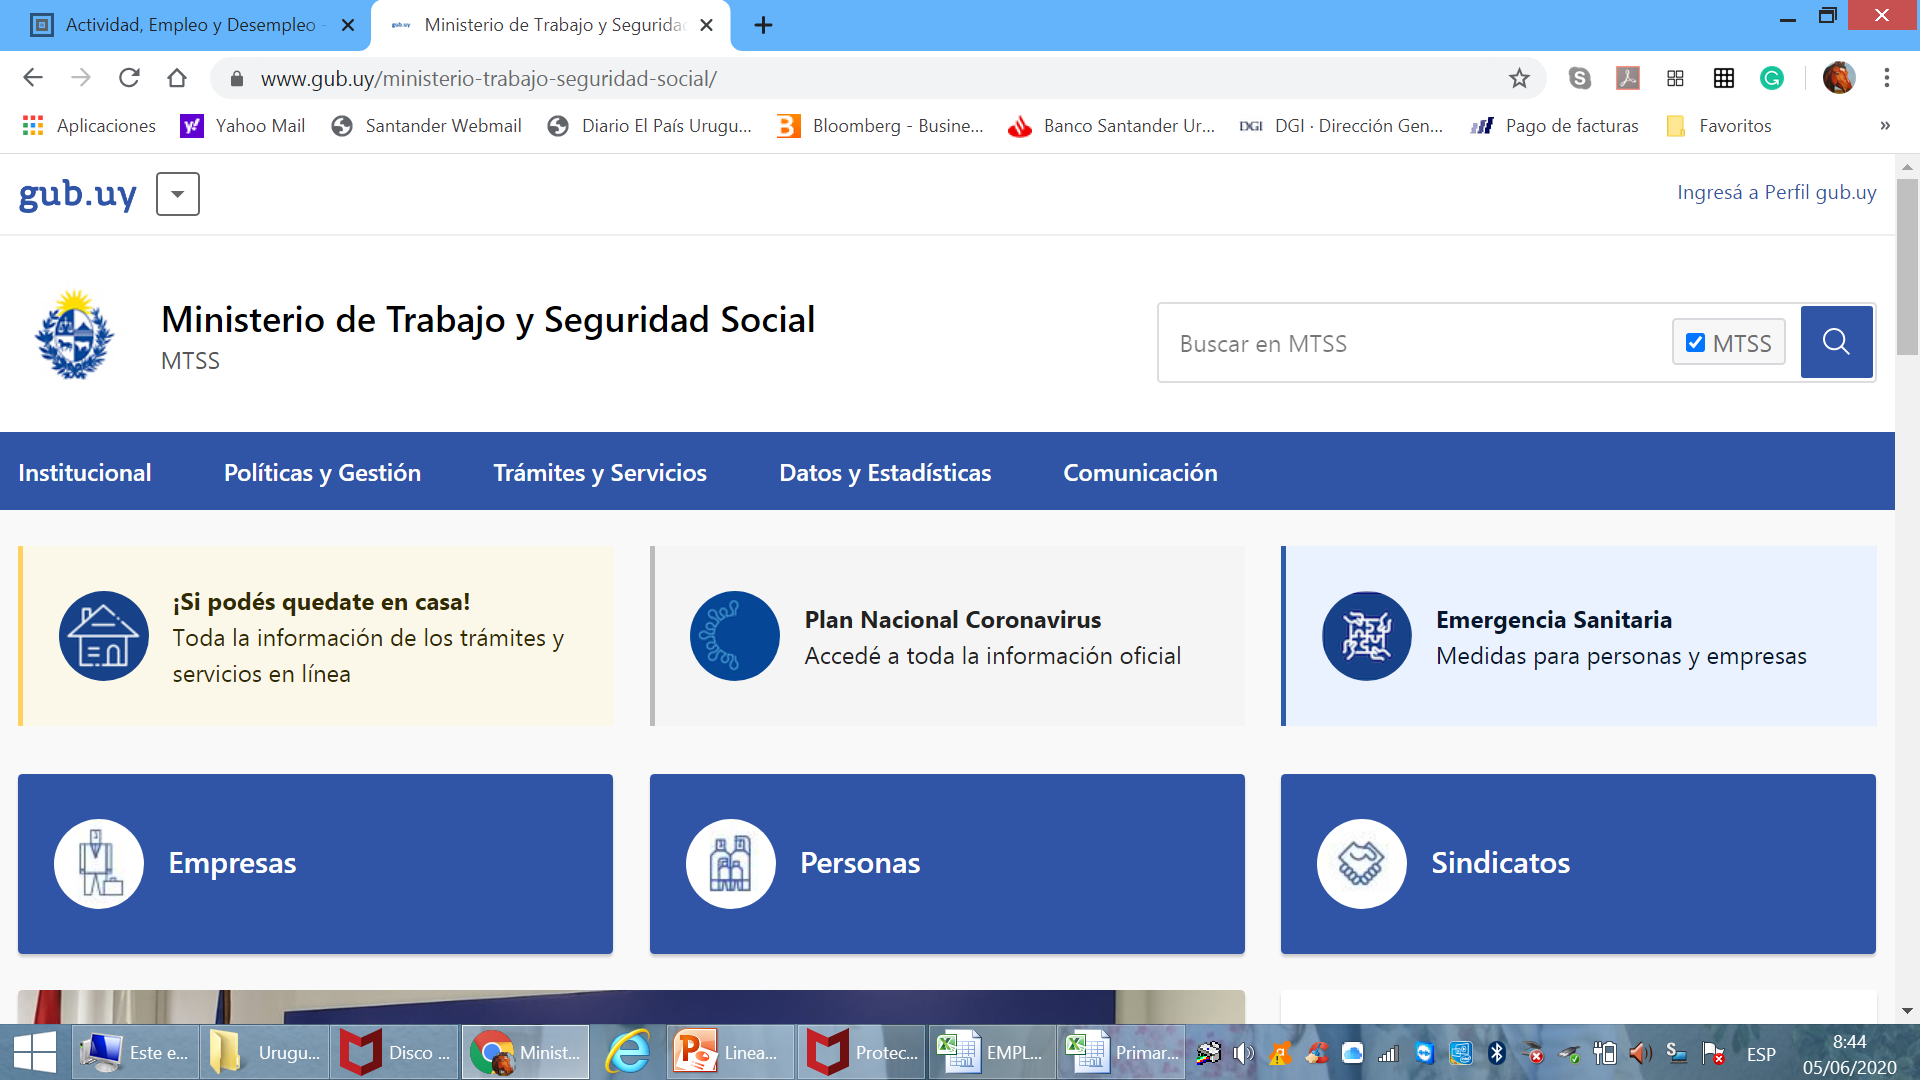 Actividad, Empleo y Desempleo -
gub.uy Ministerio de Trabajo y Seguridad
www.gub.uy/ministerio-trabajo-seguridad-social/
Aplicaciones
Yahoo Mail
Santander Webmail
Diario El País Urugu...
Bloomberg - Busine...
Banco Santander Ur...
DGI DGI · Dirección Gen...
Pago de facturas
Favoritos
»
gub.uy
Ingresá a Perfil gub.uy
Ministerio de Trabajo y Seguridad Social
MTSS
Buscar en MTSS
MTSS
Institucional
Políticas y Gestión
Trámites y Servicios
Datos y Estadísticas
Comunicación
¡Si podés quedate en casa!
Toda la información de los trámites y
servicios en línea
Plan Nacional Coronavirus
Accedé a toda la información oficial
Emergencia Sanitaria
Medidas para personas y empresas
Empresas
Personas
Sindicatos
Este e...
Urugu...
Disco ...
Minist...
Linea...
Protec...
EMPL...
Primar...
ESP
8:44
05/06/2020